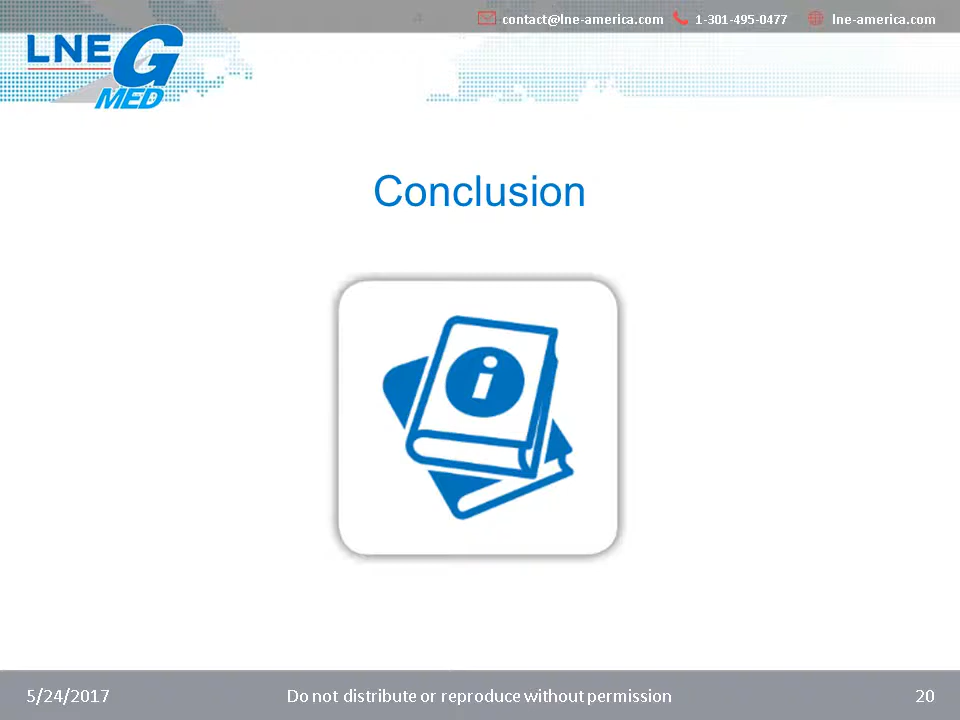 contact@lne-america.com 1-301-495-0477 lne-america.com
LNE G
MED
Conclusion
i
5/24/2017 Do not distribute or reproduce without permission 20